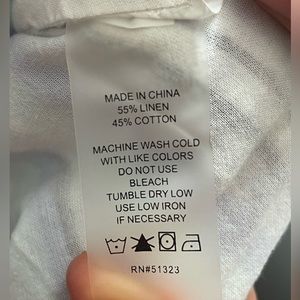 MADE IN CHINA
55% LINEN
45% COTTON
MACHINE WASH COLD
WITH LIKE COLORS
DO NOT USE
BLEACH
TUMBLE DRY LOW
USE LOW IRON
IF NECESSARY
RN#51323